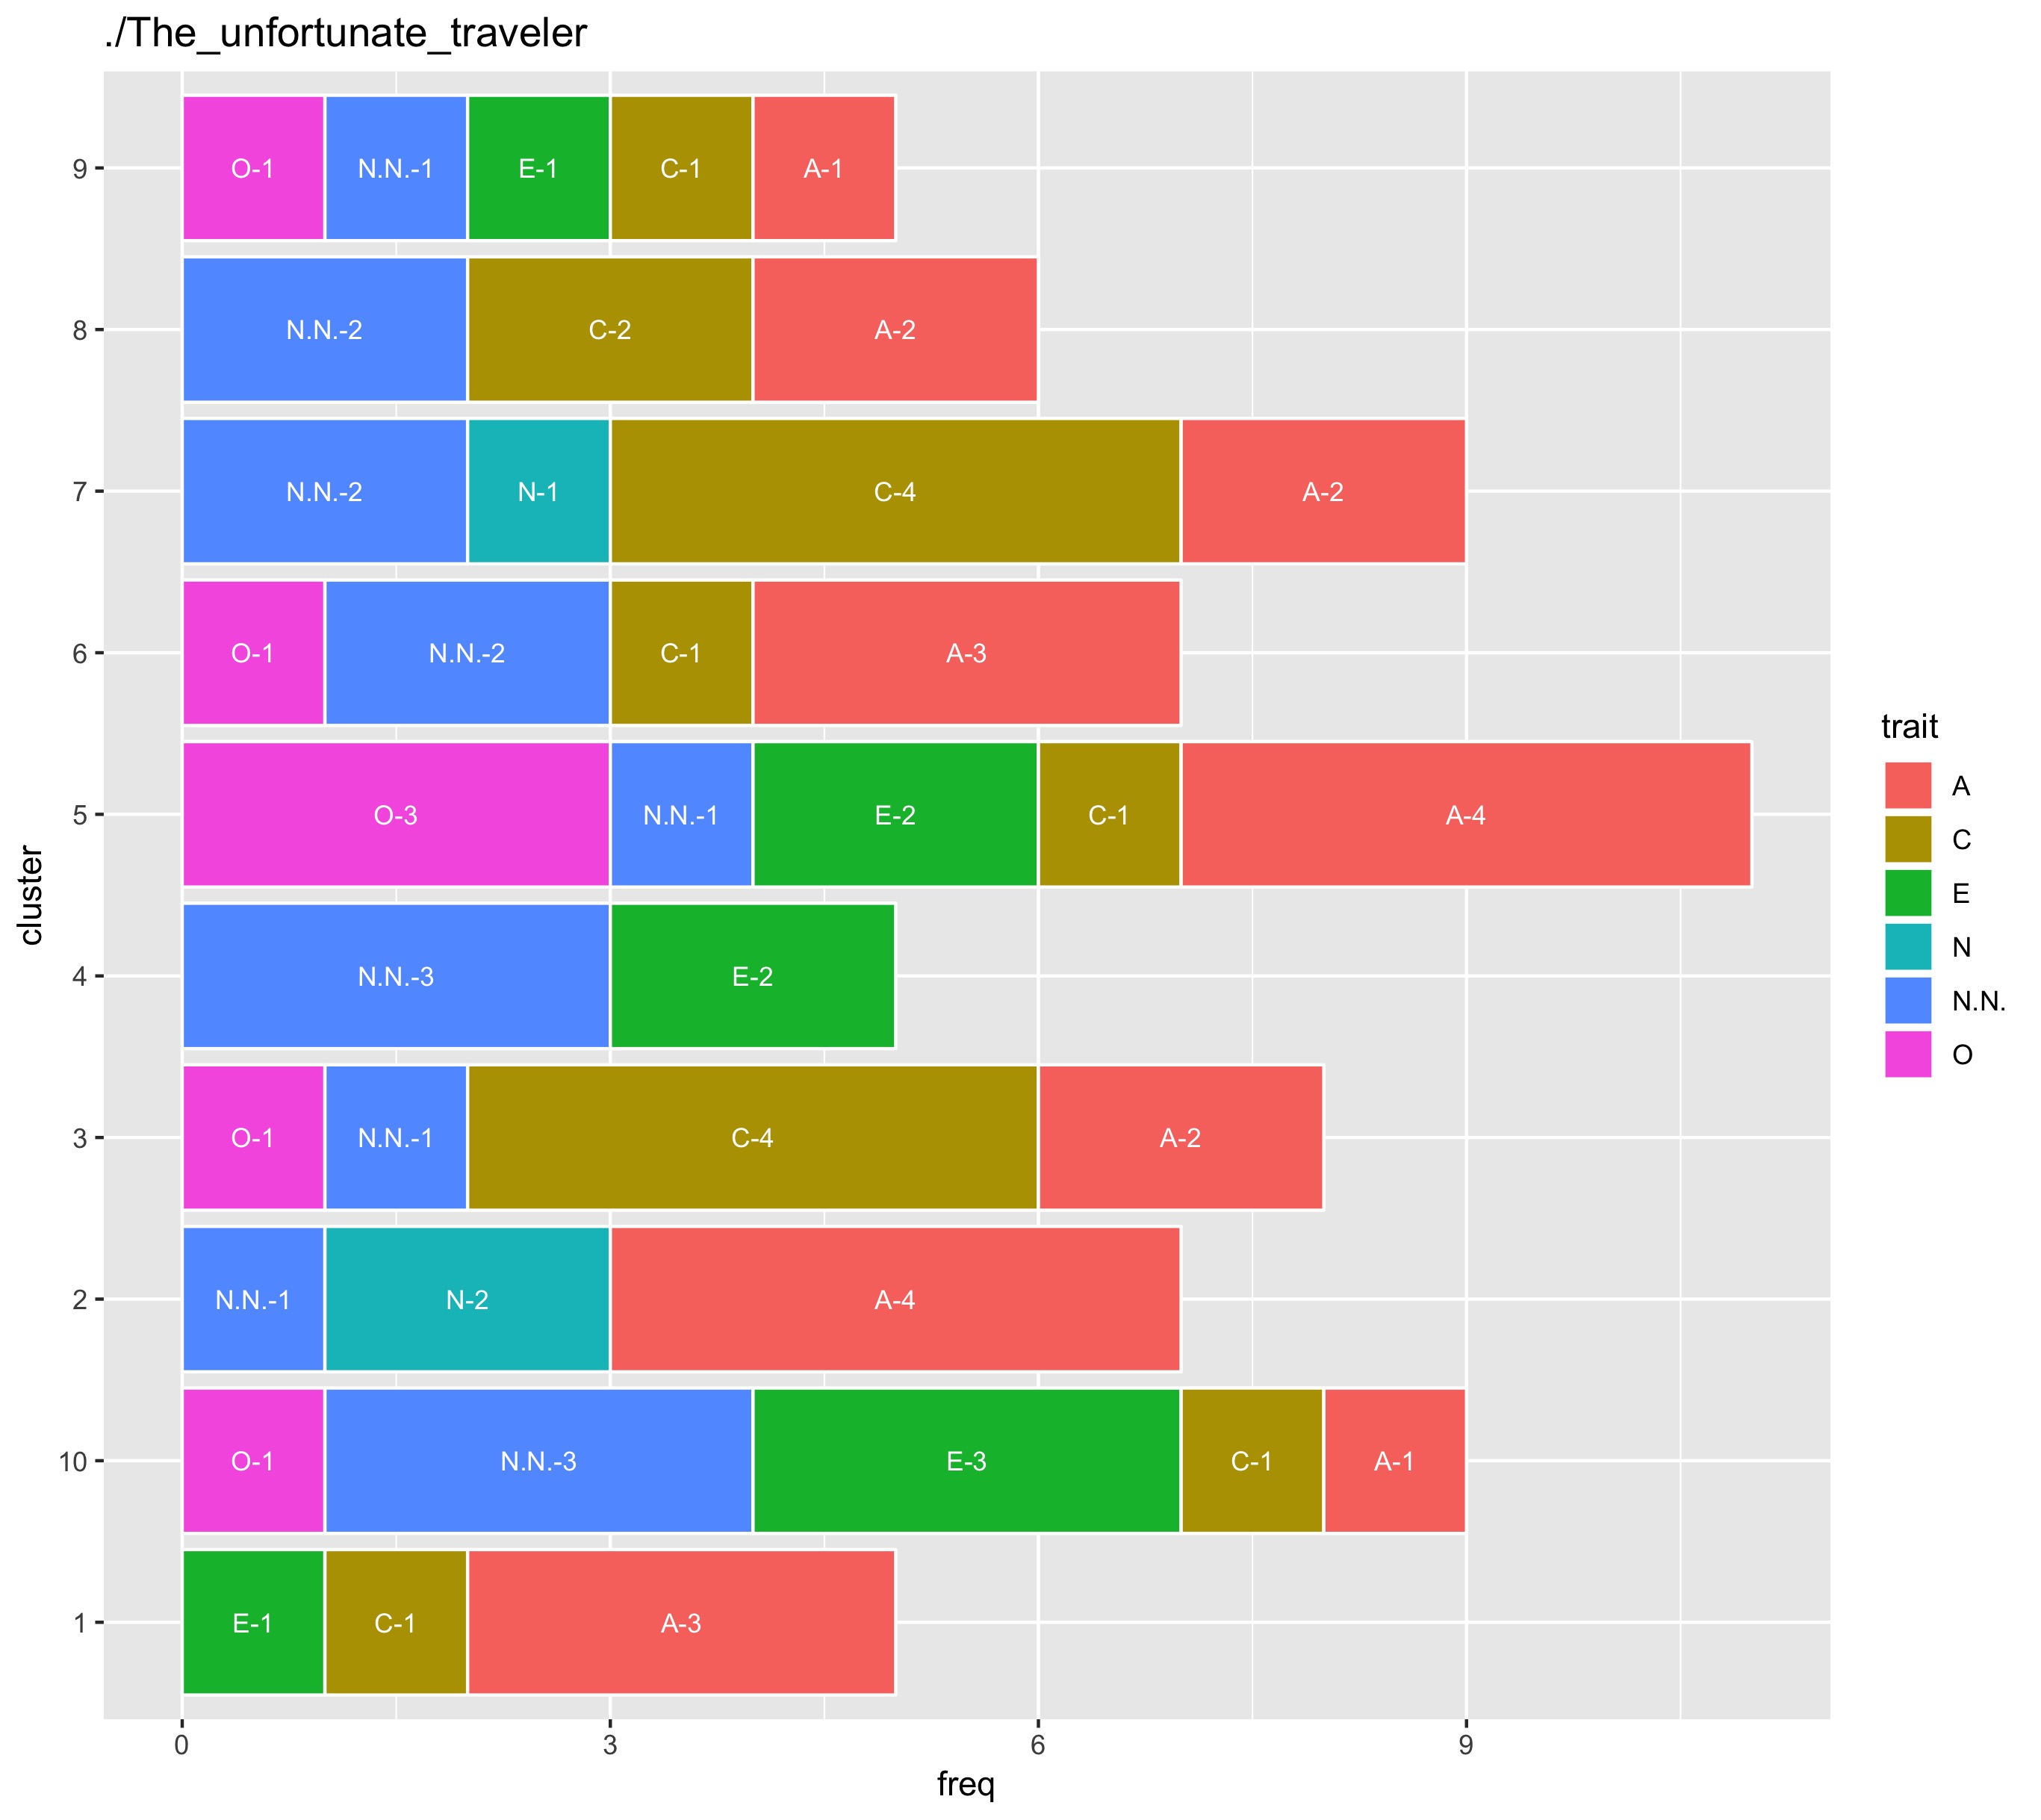 ./The_unfortunate_traveler
9 O-1 N.N.-1 E-1 C-1 A-1
8 N.N.-2 C-2 A-2
7 N.N.-2 N-1 C-4 A-2
6 O-1 N.N.-2 C-1 A-3
5 O-3 N.N.-1 E-2 C-1 A-4
4 N.N.-3 E-2
3 O-1 N.N.-1 C-4 A-2
2 N.N.-1 N-2 A-4
10 O-1 N.N.-3 E-3 C-1 A-1
1 E-1 C-1 A-3
0 3 6 9
freq
cluster
trait
A
C
E
N
N.N.
O